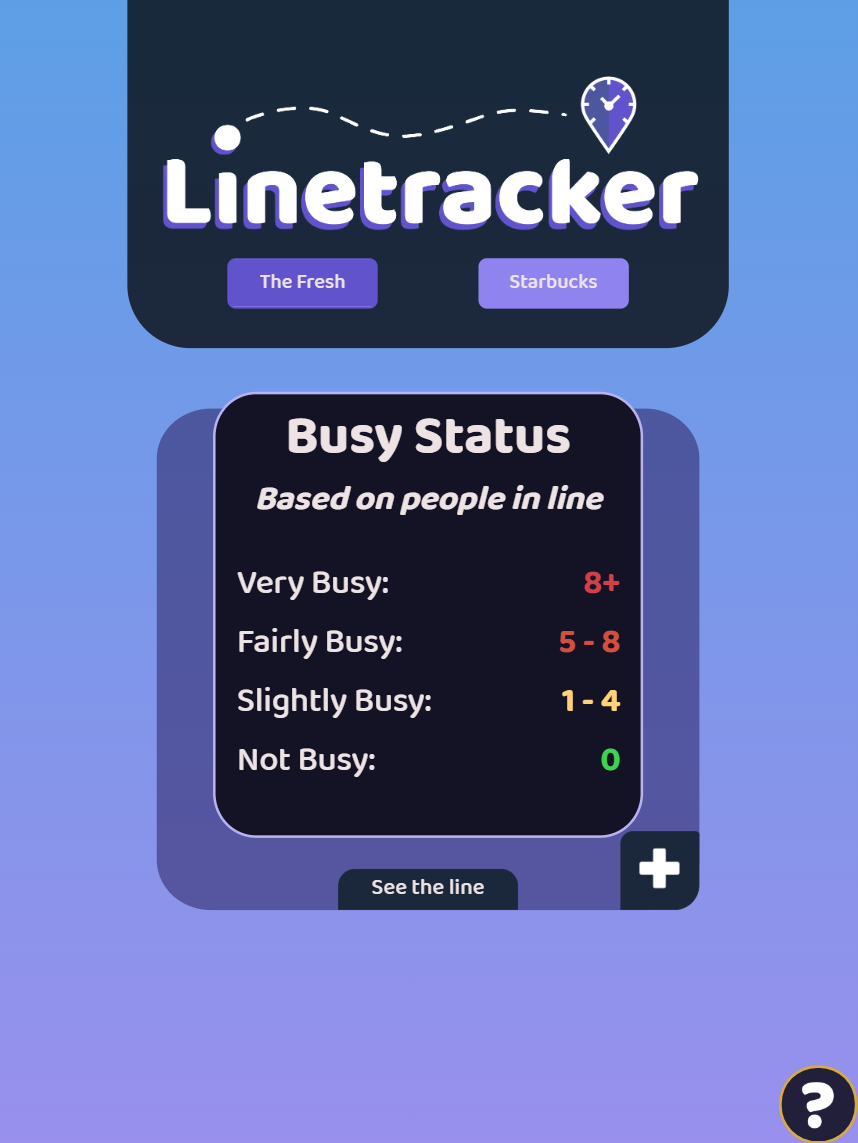 Linetracker
The Fresh
Starbucks
Busy Status
Based on people in line
Very Busy: 8+
Fairly Busy: 5 - 8
Slightly Busy: 1 - 4
Not Busy: 0
See the line
?